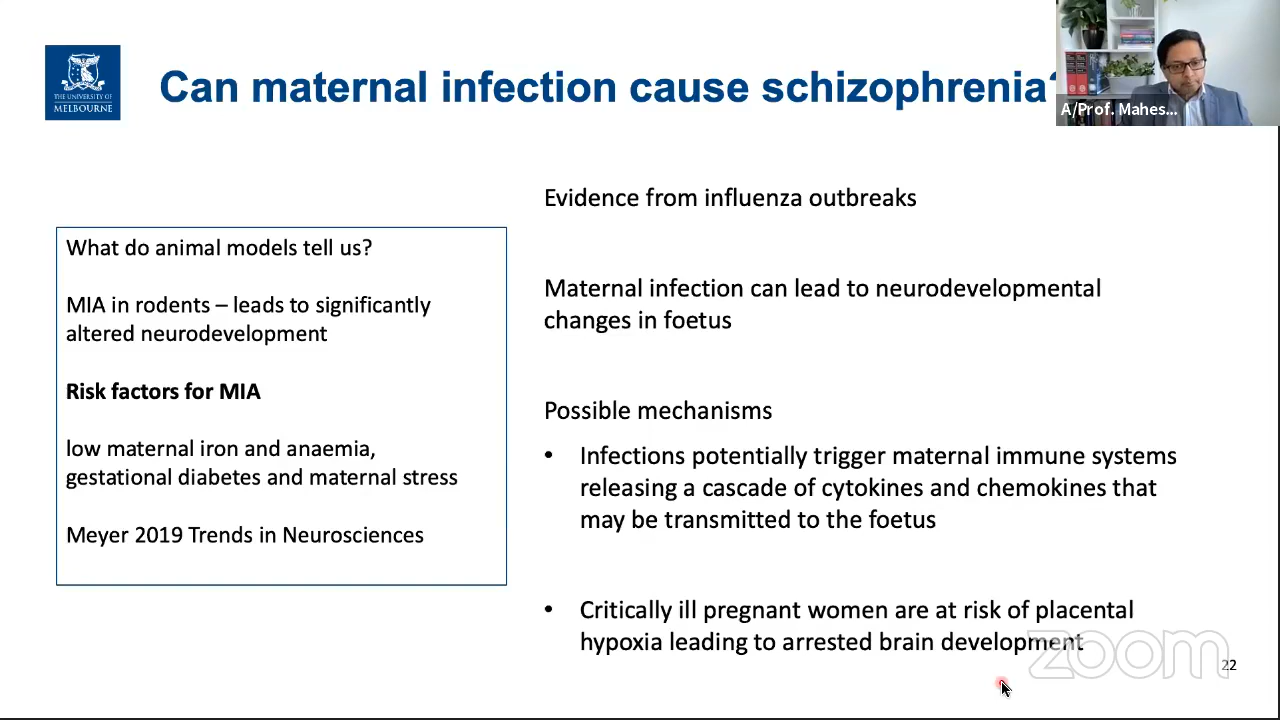 THE UNIVERSITY OF
MELBOURNE
Can maternal infection cause schizophrenia?
A/Prof. Mahes...
What do animal models tell us?
MIA in rodents – leads to significantly
altered neurodevelopment
Risk factors for MIA
low maternal iron and anaemia,
gestational diabetes and maternal stress
Meyer 2019 Trends in Neurosciences
Evidence from influenza outbreaks
Maternal infection can lead to neurodevelopmental
changes in foetus
Possible mechanisms
• Infections potentially trigger maternal immune systems
releasing a cascade of cytokines and chemokines that
may be transmitted to the foetus
• Critically ill pregnant women are at risk of placental
hypoxia leading to arrested brain development
zoom
22